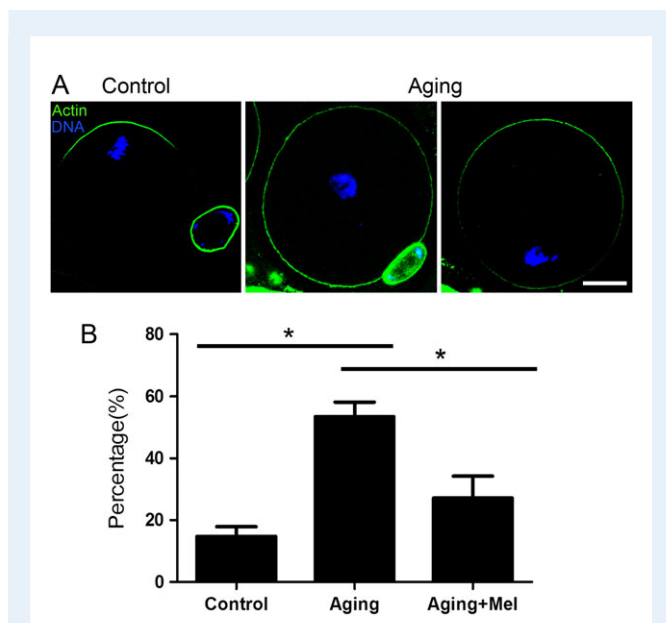 A Control Aging
Actin
DNA
B
*
*
Percentage(%)
80
60
40
20
0
Control Aging Aging+Mel